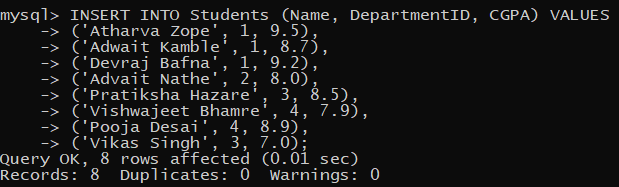 mysql> INSERT INTO Students (Name, DepartmentID, CGPA) VALUES
    -> ('Atharva Zope', 1, 9.5),
    -> ('Adwait Kamble', 1, 8.7),
    -> ('Devraj Bafna', 1, 9.2),
    -> ('Advait Nathe', 2, 8.0),
    -> ('Pratiksha Hazare', 3, 8.5),
    -> ('Vishwajeet Bhamre', 4, 7.9),
    -> ('Pooja Desai', 4, 8.9),
    -> ('Vikas Singh', 3, 7.0);
Query OK, 8 rows affected (0.01 sec)
Records: 8  Duplicates: 0  Warnings: 0